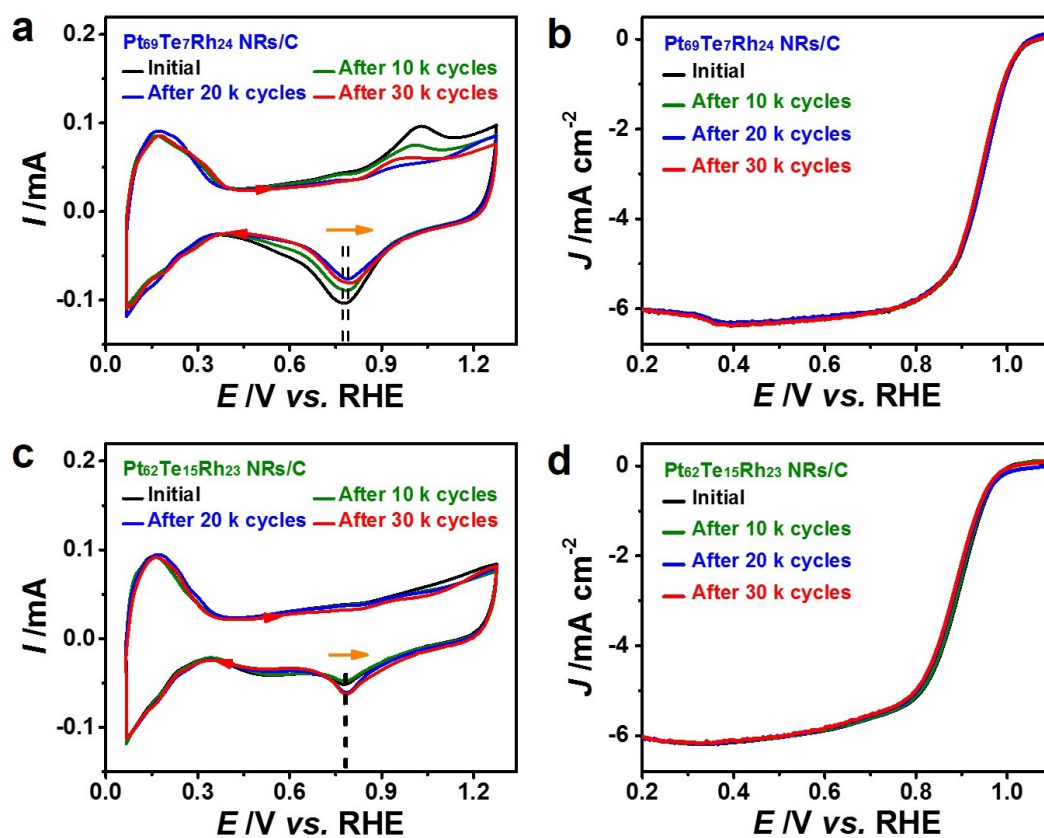 a
Pt₆₉Te₇Rh₂₄ NRs/C
Initial
After 10 k cycles
After 20 k cycles
After 30 k cycles
0.2
0.1
0.0
-0.1
I /mA
0.0 0.3 0.6 0.9 1.2
E /V vs. RHE
b
Pt₆₉Te₇Rh₂₄ NRs/C
Initial
After 10 k cycles
After 20 k cycles
After 30 k cycles
0
-2
-4
-6
J /mA cm⁻²
0.2 0.4 0.6 0.8 1.0
E /V vs. RHE
c
Pt₆₂Te₁₅Rh₂₃ NRs/C
Initial
After 10 k cycles
After 20 k cycles
After 30 k cycles
0.2
0.1
0.0
-0.1
I /mA
0.0 0.3 0.6 0.9 1.2
E /V vs. RHE
d
Pt₆₂Te₁₅Rh₂₃ NRs/C
Initial
After 10 k cycles
After 20 k cycles
After 30 k cycles
0
-2
-4
-6
J /mA cm⁻²
0.2 0.4 0.6 0.8 1.0
E /V vs. RHE